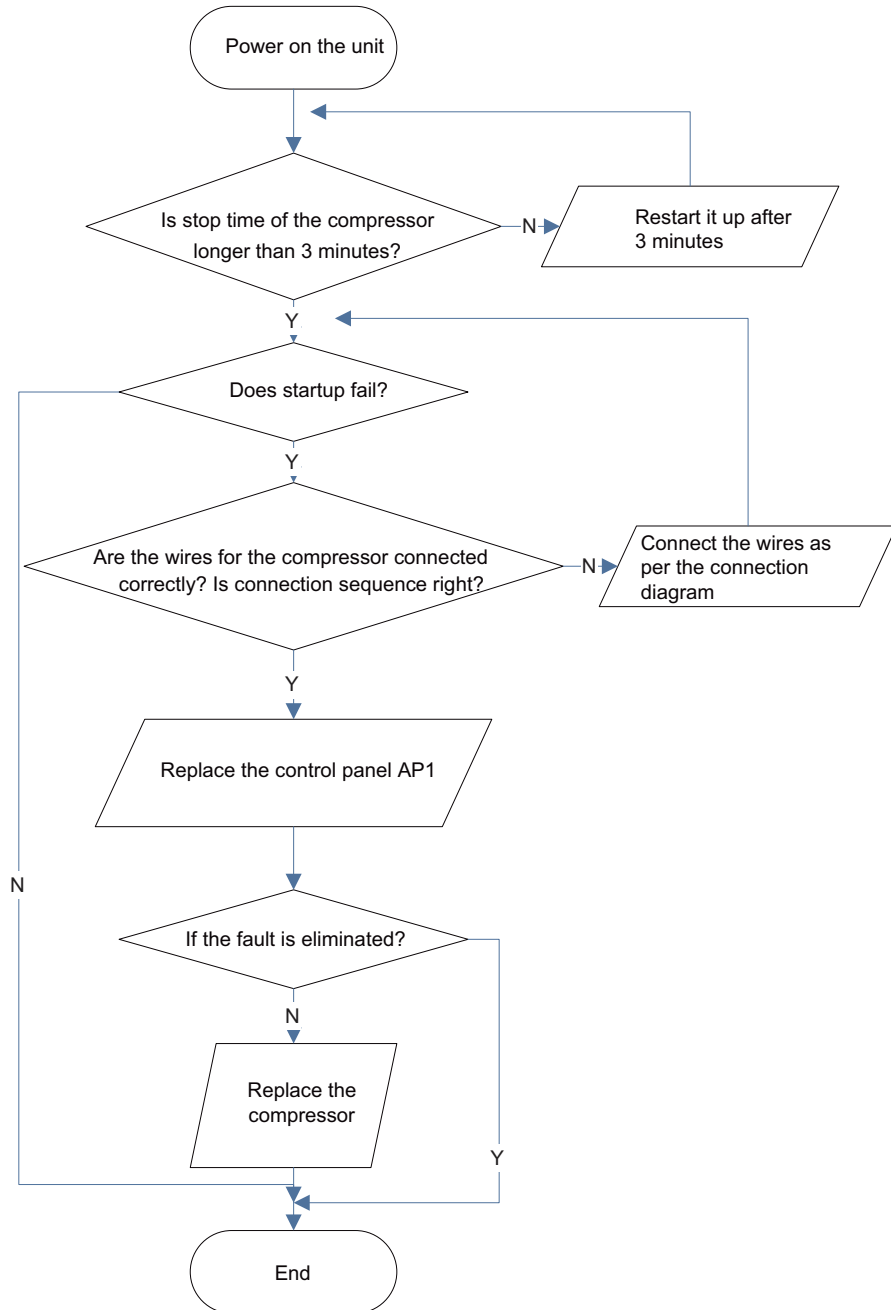 Power on the unit
Is stop time of the compressor
longer than 3 minutes?
N
Restart it up after
3 minutes
Y
Does startup fail?
Y
Are the wires for the compressor connected
correctly? Is connection sequence right?
N
Connect the wires as
per the connection
diagram
Y
Replace the control panel AP1
N
If the fault is eliminated?
N
Replace the
compressor
Y
End